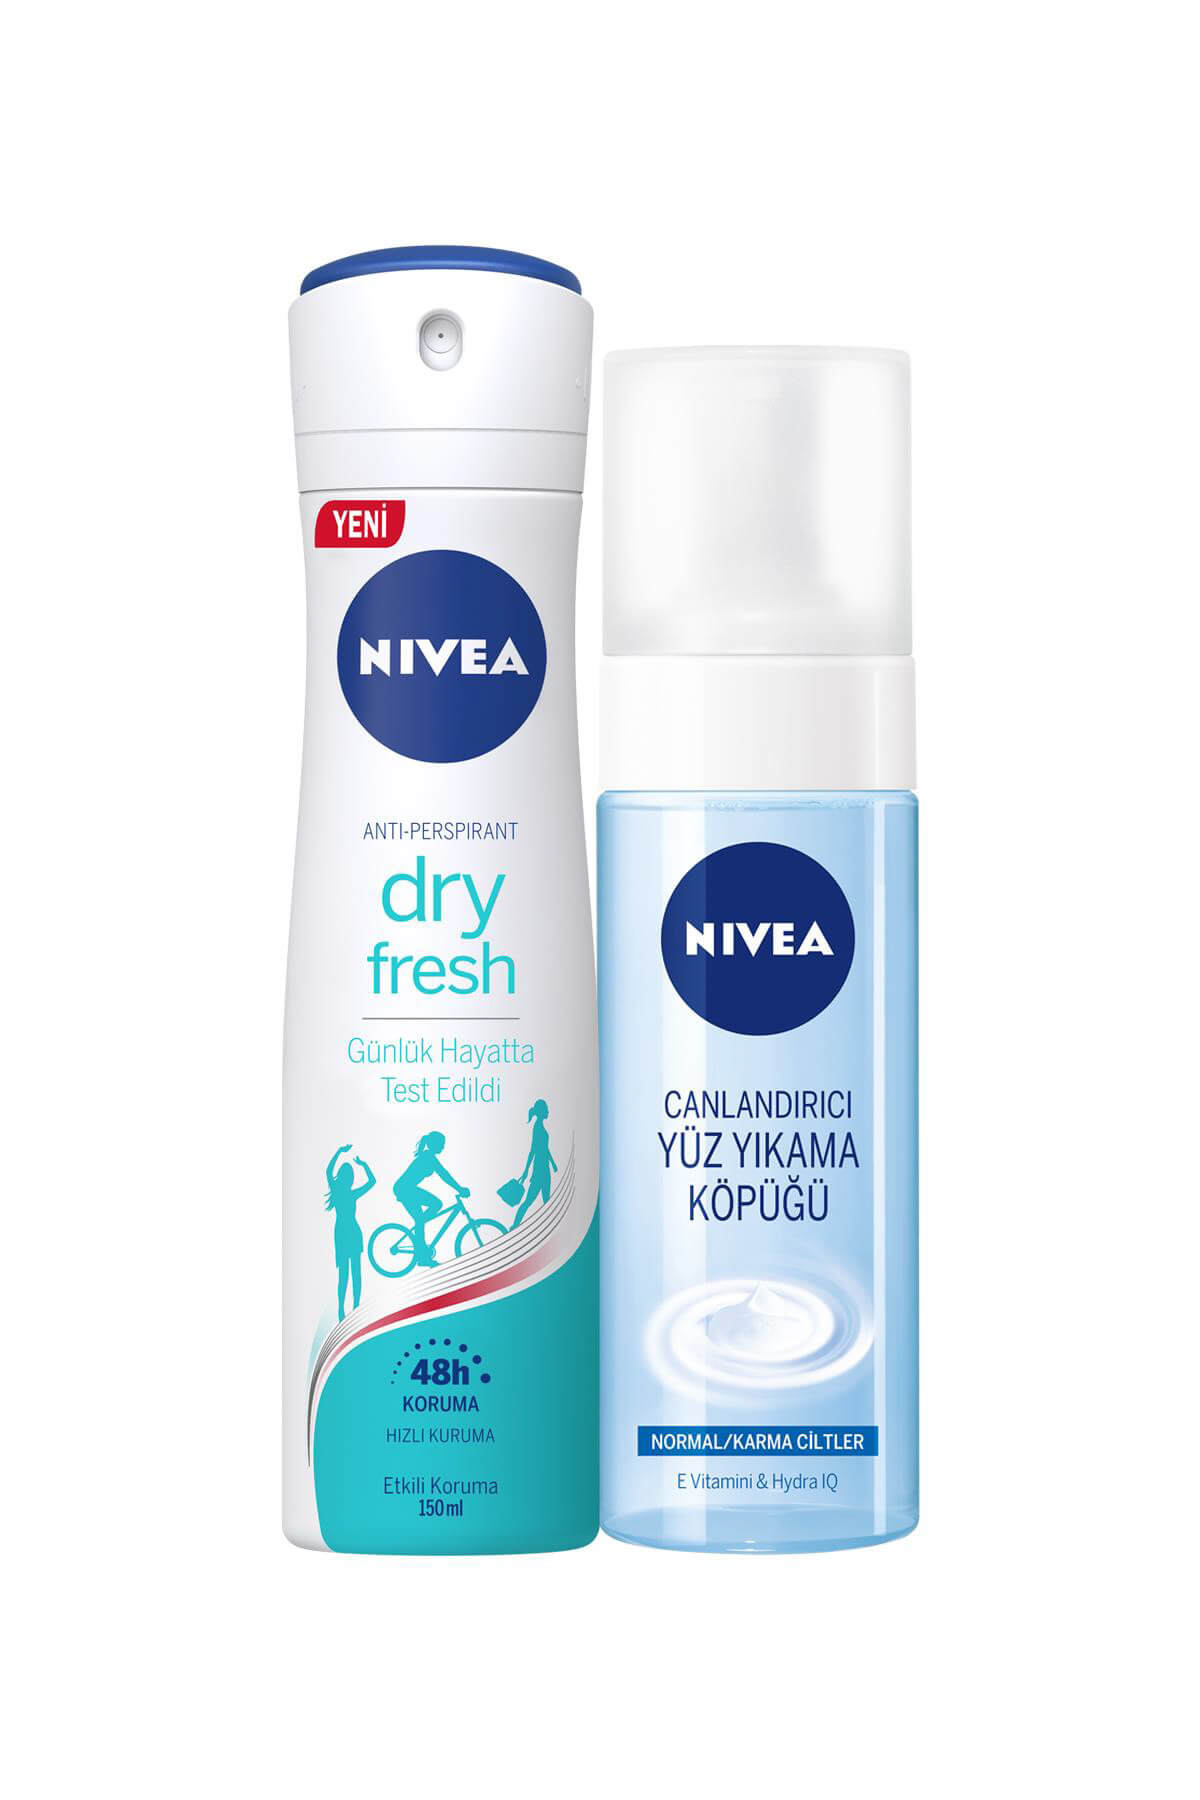 YENİ
NIVEA
ANTI-PERSPIRANT
dry
fresh
Günlük Hayatta
Test Edildi
48h
KORUMA
HIZLI KURUMA
Etkili Koruma
150ml
NIVEA
CANLANDIRICI
YÜZ YIKAMA
KÖPÜĞÜ
NORMAL/KARMA CİLTLER
E Vitamini & Hydra IQ